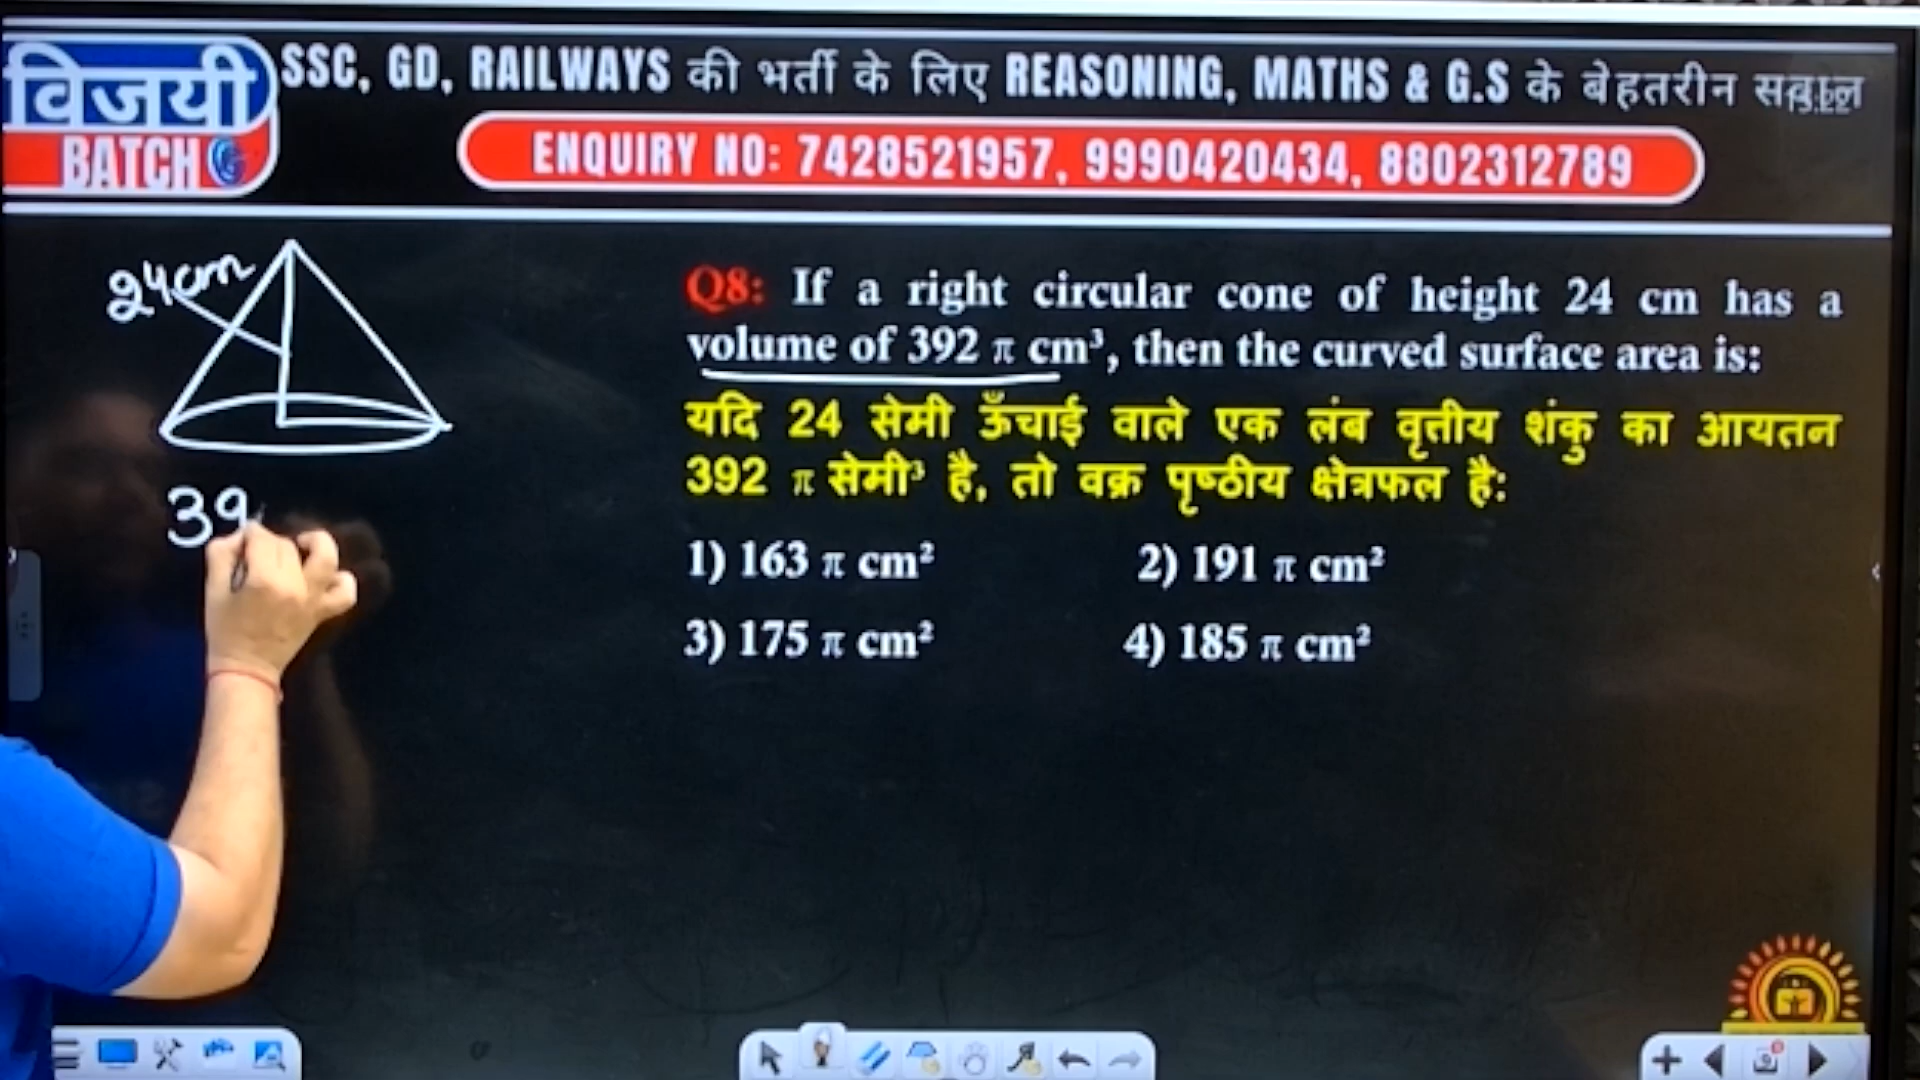 विजयी
BATCH
SSC, GD, RAILWAYS की भर्ती के लिए REASONING, MATHS & G.S के बेहतरीन सवाल
ENQUIRY NO: 7428521957, 9990420434, 8802312789
24cm
39
Q8: If a right circular cone of height 24 cm has a
volume of 392 π cm³, then the curved surface area is:
यदि 24 सेमी ऊँचाई वाले एक लंब वृत्तीय शंकु का आयतन
392 π सेमी³ है, तो वक्र पृष्ठीय क्षेत्रफल है:
1) 163 π cm² 2) 191 π cm²
3) 175 π cm² 4) 185 π cm²